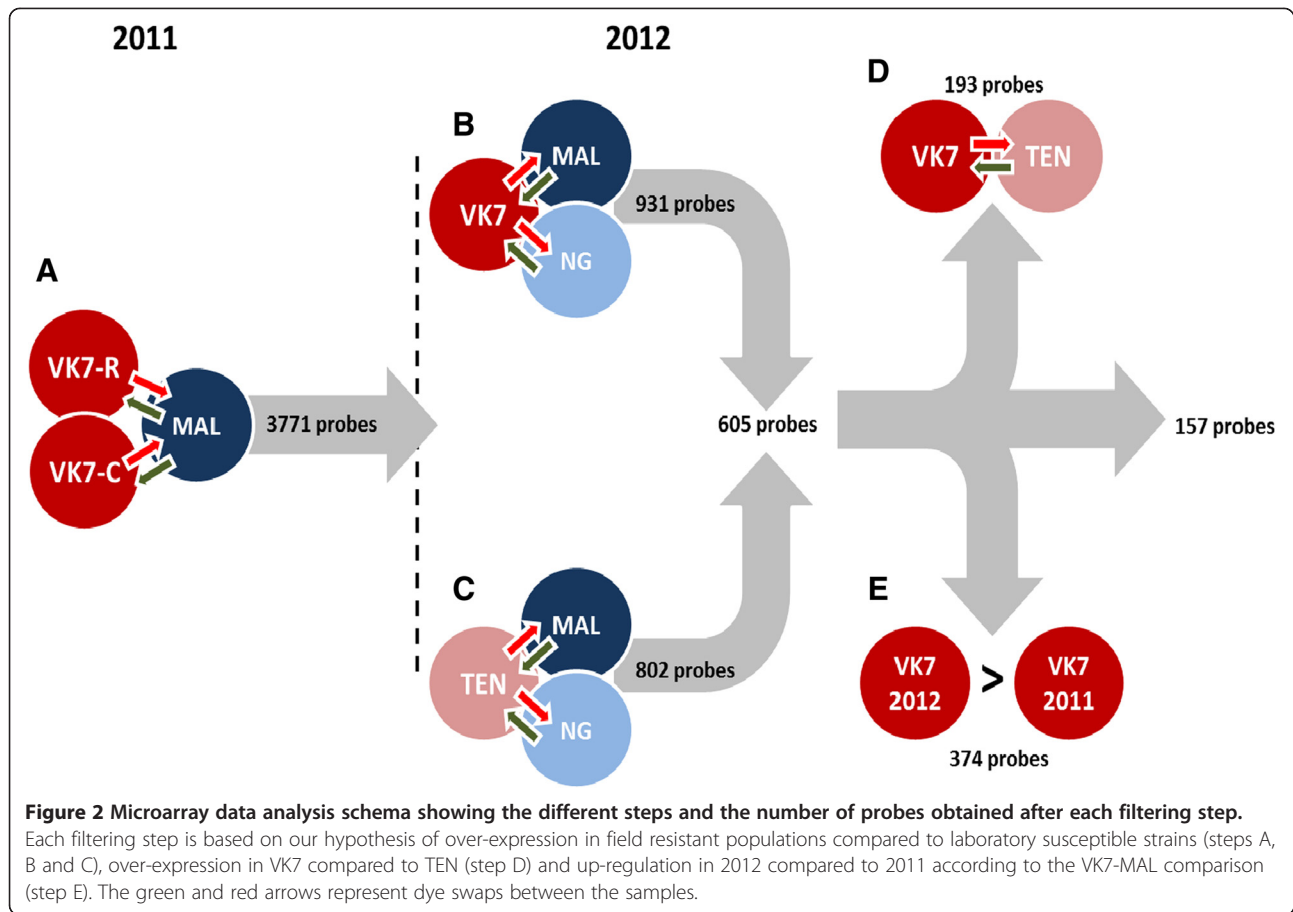 2011
2012
A
VK7-R
VK7-C
MAL
3771 probes
B
MAL
VK7
NG
931 probes
C
MAL
TEN
NG
802 probes
605 probes
D
193 probes
VK7
TEN
157 probes
E
VK7
2012
>
VK7
2011
374 probes
Figure 2 Microarray data analysis schema showing the different steps and the number of probes obtained after each filtering step.
Each filtering step is based on our hypothesis of over-expression in field resistant populations compared to laboratory susceptible strains (steps A,
B and C), over-expression in VK7 compared to TEN (step D) and up-regulation in 2012 compared to 2011 according to the VK7-MAL comparison
(step E). The green and red arrows represent dye swaps between the samples.